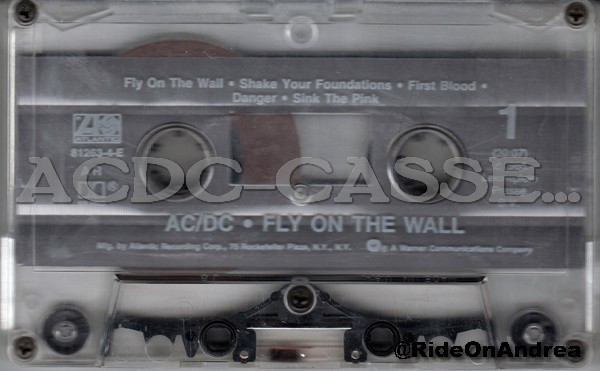 Fly On The Wall • Shake Your Foundations • First Blood •
Danger • Sink The Pink
1
ATLANTIC
81263-4-E
ACDC CASSE...
AC/DC • FLY ON THE WALL
Mfg. by Atlantic Recording Corp., 75 Rockefeller Plaza, N.Y., N.Y. ® A Warner Communications Company
@RideOnAndrea